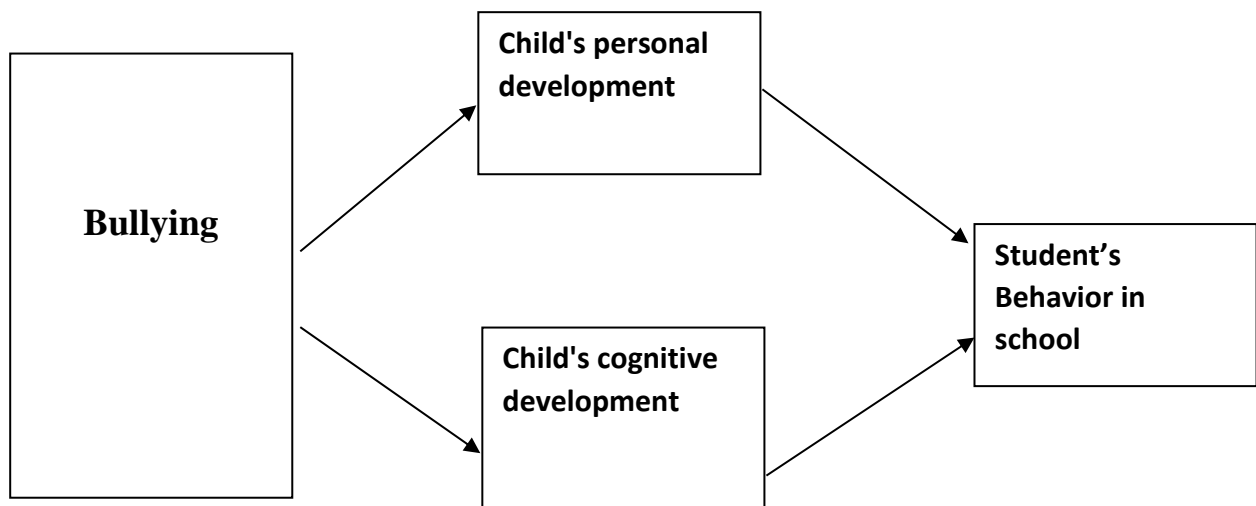 Child's personal
development
Bullying
Student’s
Behavior in
school
Child's cognitive
development